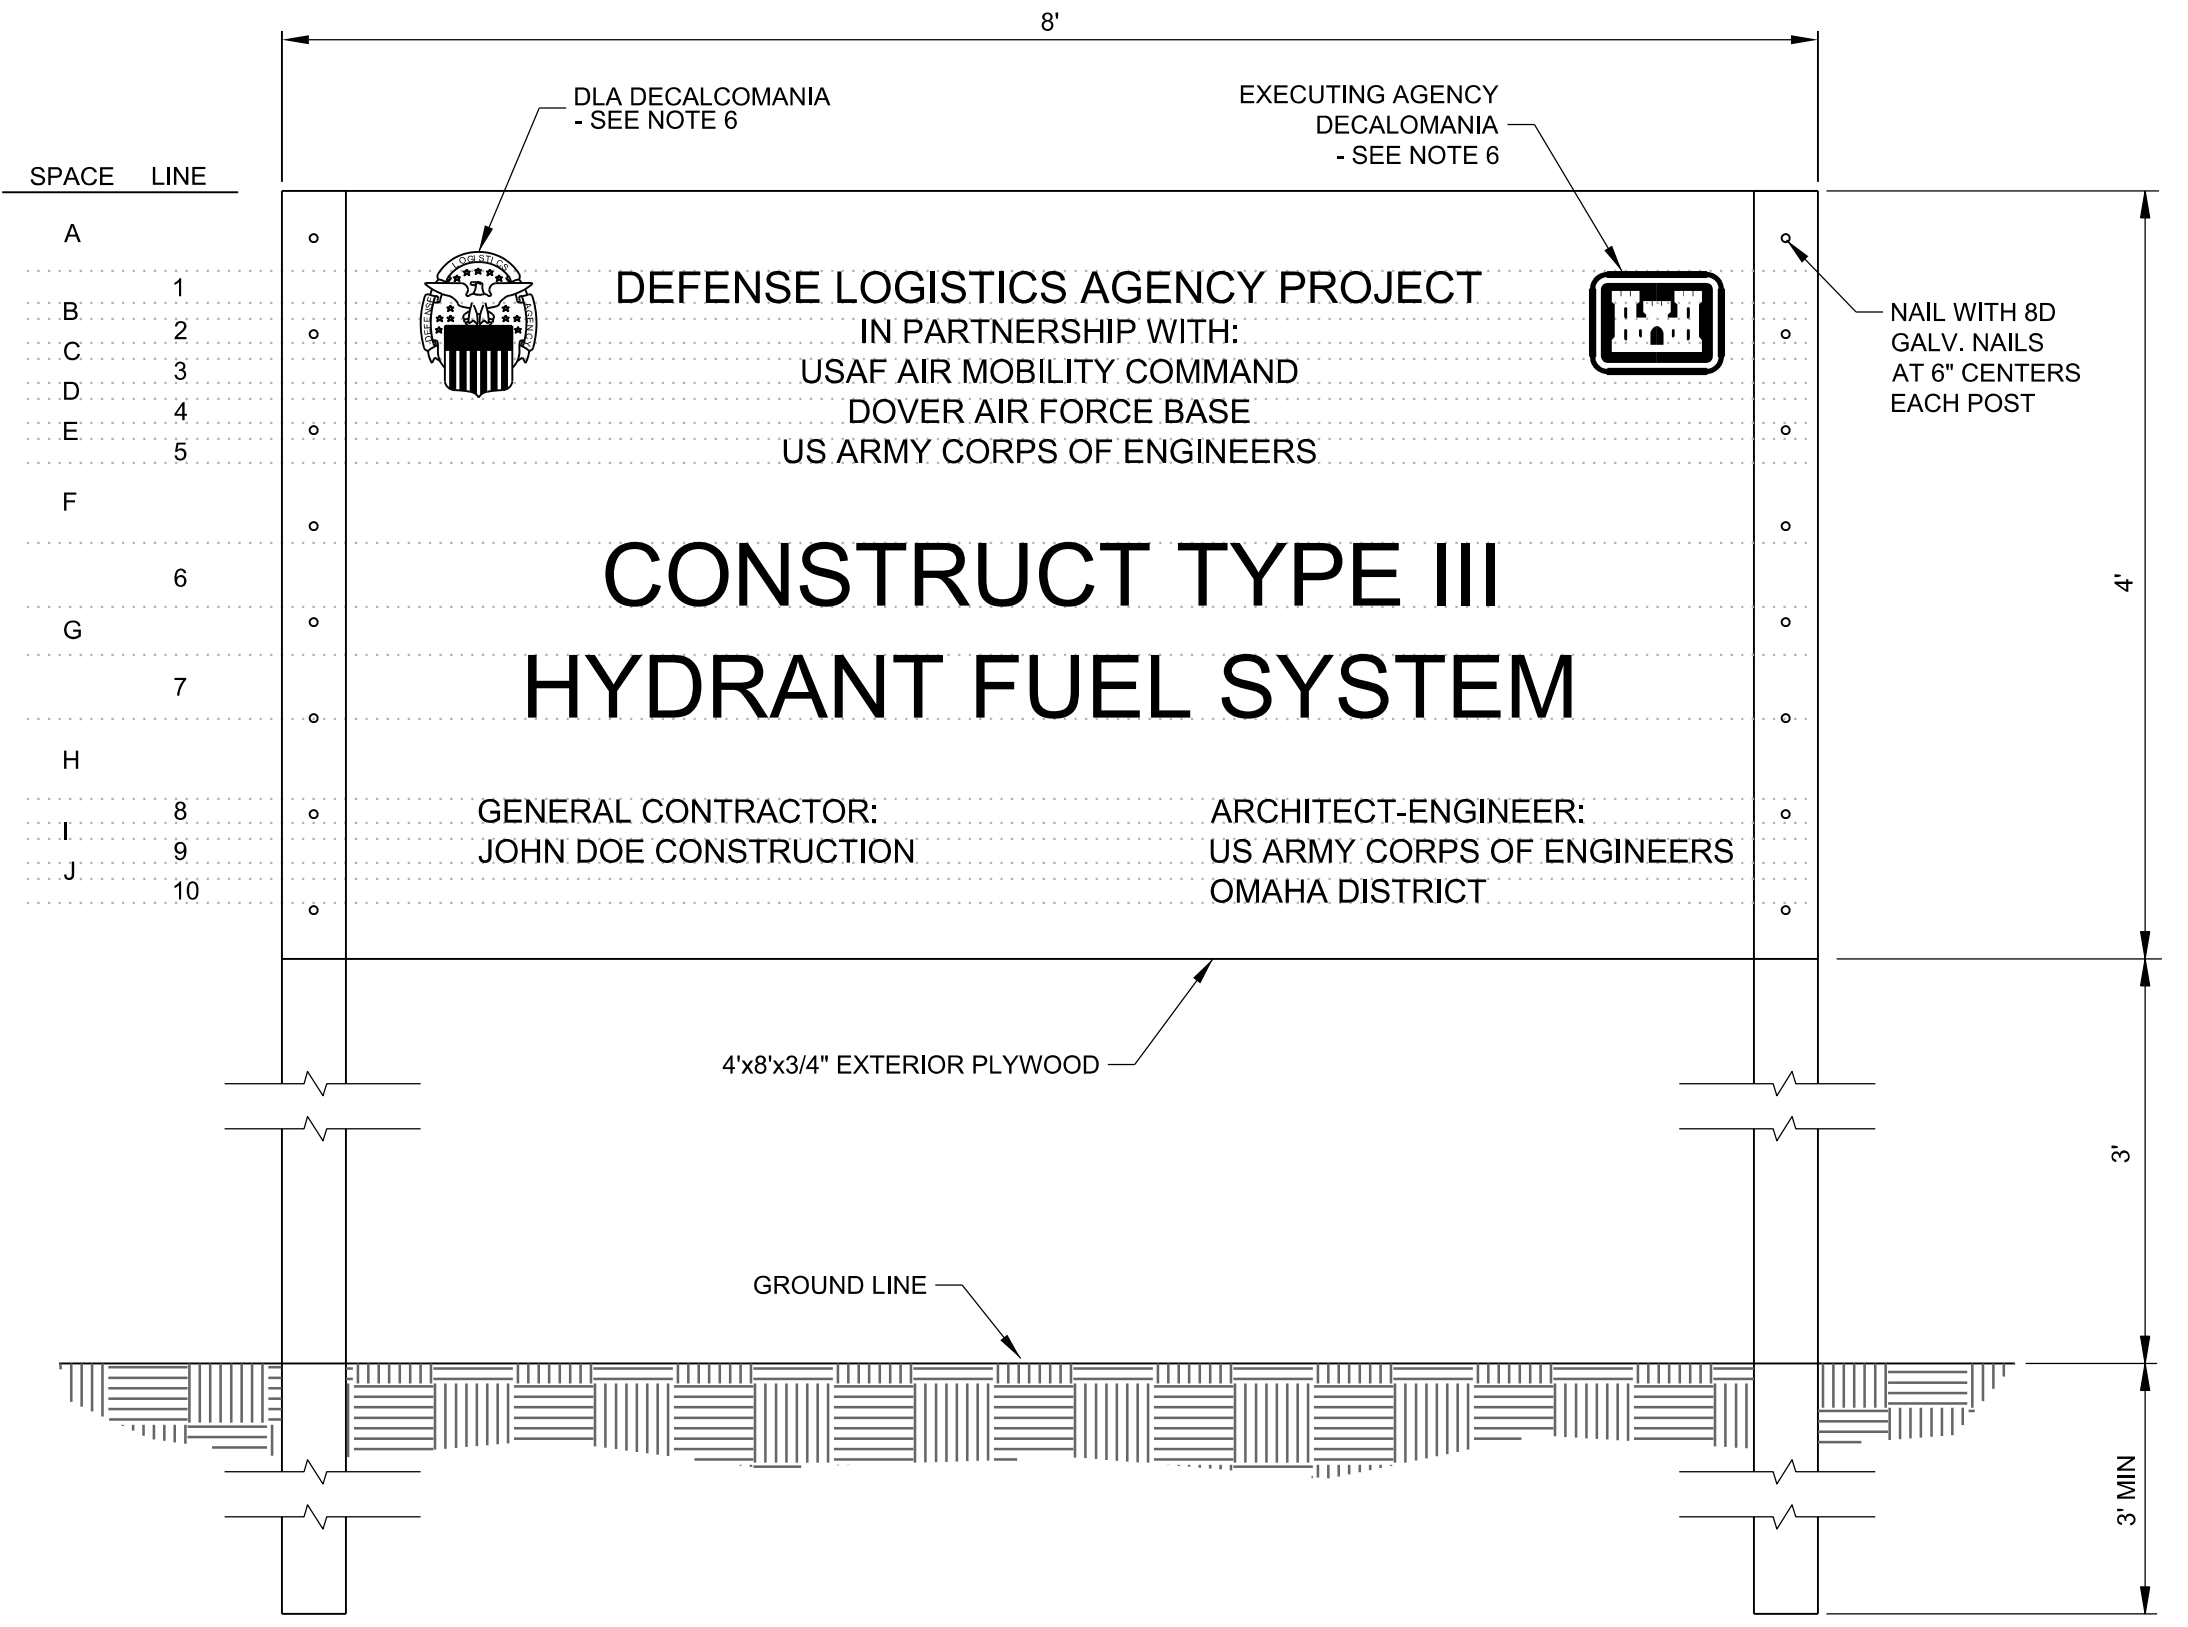 8'
DLA DECALCOMANIA
- SEE NOTE 6
EXECUTING AGENCY
DECALOMANIA
- SEE NOTE 6
SPACE LINE
A
1
B
2
C
3
D
4
E
5
F
6
G
7
H
8
I
9
J
10
LOGISTICS
DEFENSE
AGENCY
DEFENSE LOGISTICS AGENCY PROJECT
IN PARTNERSHIP WITH:
USAF AIR MOBILITY COMMAND
DOVER AIR FORCE BASE
US ARMY CORPS OF ENGINEERS
CONSTRUCT TYPE III
HYDRANT FUEL SYSTEM
GENERAL CONTRACTOR:
JOHN DOE CONSTRUCTION
ARCHITECT-ENGINEER:
US ARMY CORPS OF ENGINEERS
OMAHA DISTRICT
NAIL WITH 8D
GALV. NAILS
AT 6" CENTERS
EACH POST
4'
4'x8'x3/4" EXTERIOR PLYWOOD
3'
GROUND LINE
3' MIN